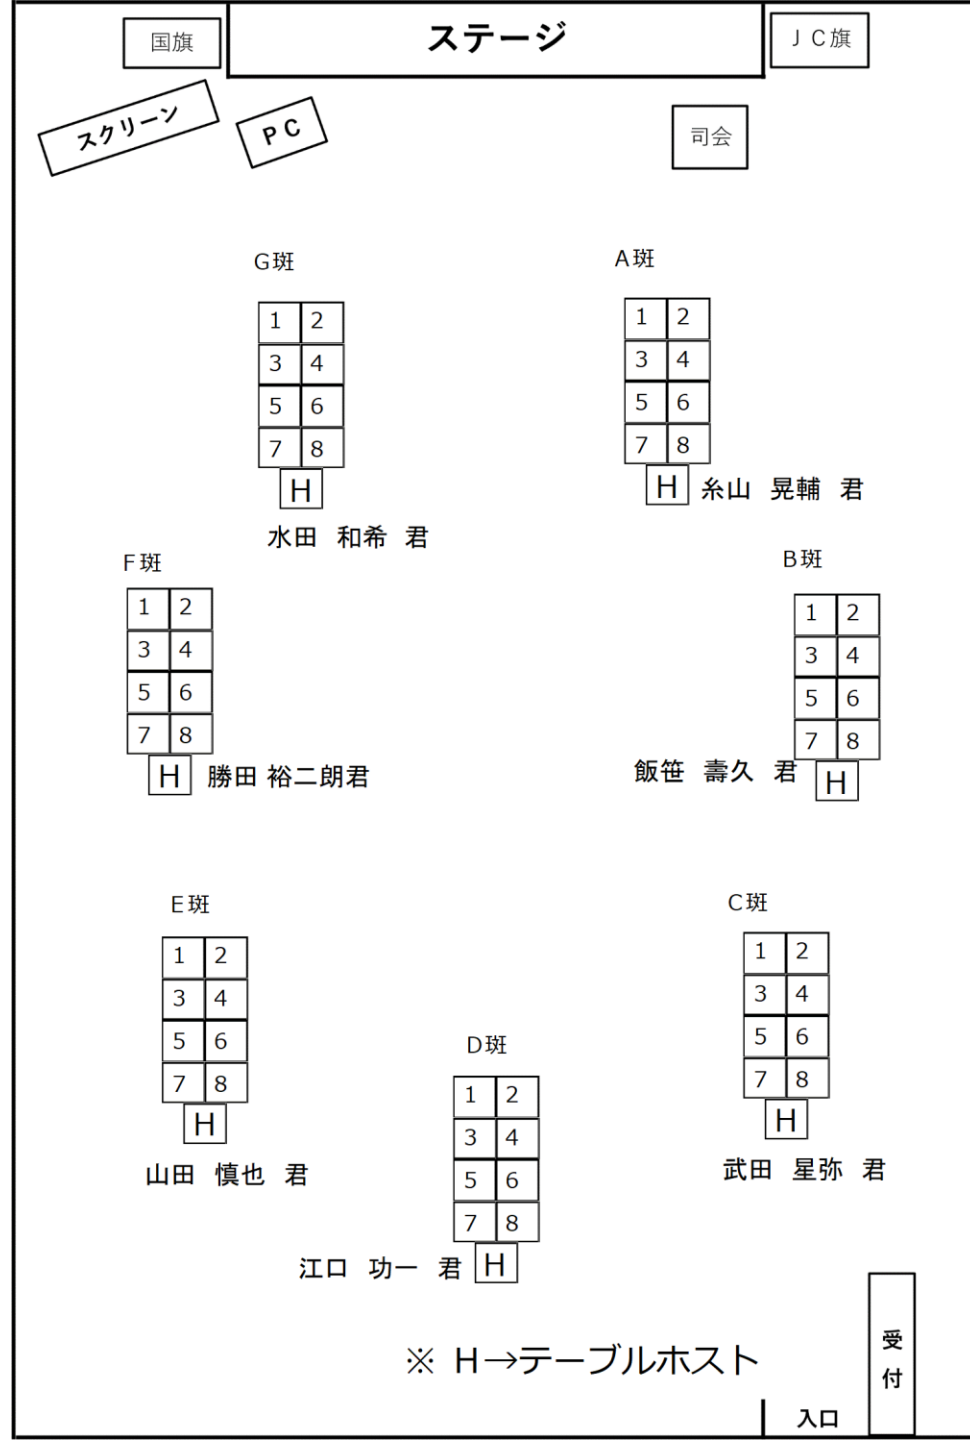 国旗
ステージ
ＪＣ旗
スクリーン
ＰＣ
司会
G班
1 2
3 4
5 6
7 8
H
水田　和希　君
A班
1 2
3 4
5 6
7 8
H 糸山　晃輔　君
F班
1 2
3 4
5 6
7 8
H 勝田 裕二朗君
B班
1 2
3 4
5 6
7 8
飯笹　壽久　君 H
E班
1 2
3 4
5 6
7 8
H
山田　慎也　君
C班
1 2
3 4
5 6
7 8
H
武田　星弥　君
D班
1 2
3 4
5 6
7 8
江口　功一　君 H
※ H→テーブルホスト
受付
入口